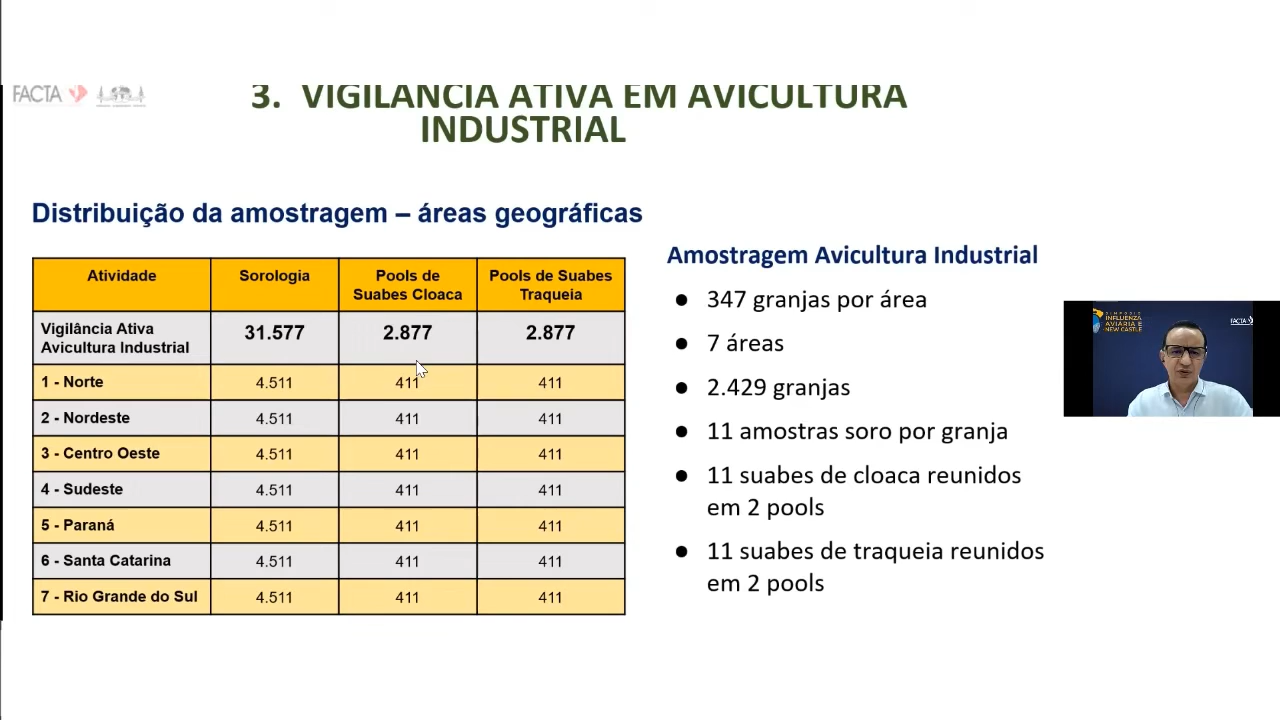 FACTA
3. VIGILÂNCIA ATIVA EM AVICULTURA
INDUSTRIAL
Distribuição da amostragem – áreas geográficas
Atividade Sorologia Pools de Suabes Cloaca Pools de Suabes Traqueia
Vigilância Ativa Avicultura Industrial 31.577 2.877 2.877
1 - Norte 4.511 411 411
2 - Nordeste 4.511 411 411
3 - Centro Oeste 4.511 411 411
4 - Sudeste 4.511 411 411
5 - Paraná 4.511 411 411
6 - Santa Catarina 4.511 411 411
7 - Rio Grande do Sul 4.511 411 411
Amostragem Avicultura Industrial
● 347 granjas por área
● 7 áreas
● 2.429 granjas
● 11 amostras soro por granja
● 11 suabes de cloaca reunidos
em 2 pools
● 11 suabes de traqueia reunidos
em 2 pools
SIMPÓSIO
INFLUENZA
AVIÁRIA E
NEW CASTLE
FACTA